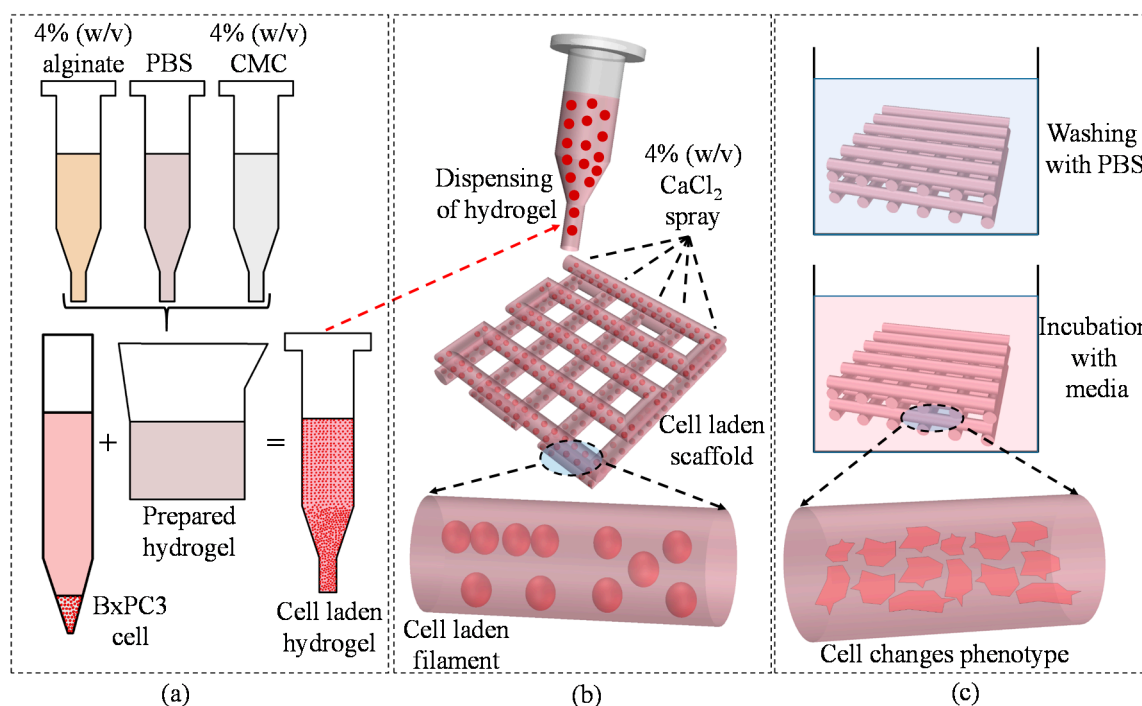 4% (w/v)
alginate
PBS
4% (w/v)
CMC
+
=
Prepared
hydrogel
BxPC3
cell
Cell laden
hydrogel
(a)
Dispensing
of hydrogel
4% (w/v)
CaCl₂
spray
Cell laden
scaffold
Cell laden
filament
(b)
Washing
with PBS
Incubation
with
media
Cell changes phenotype
(c)